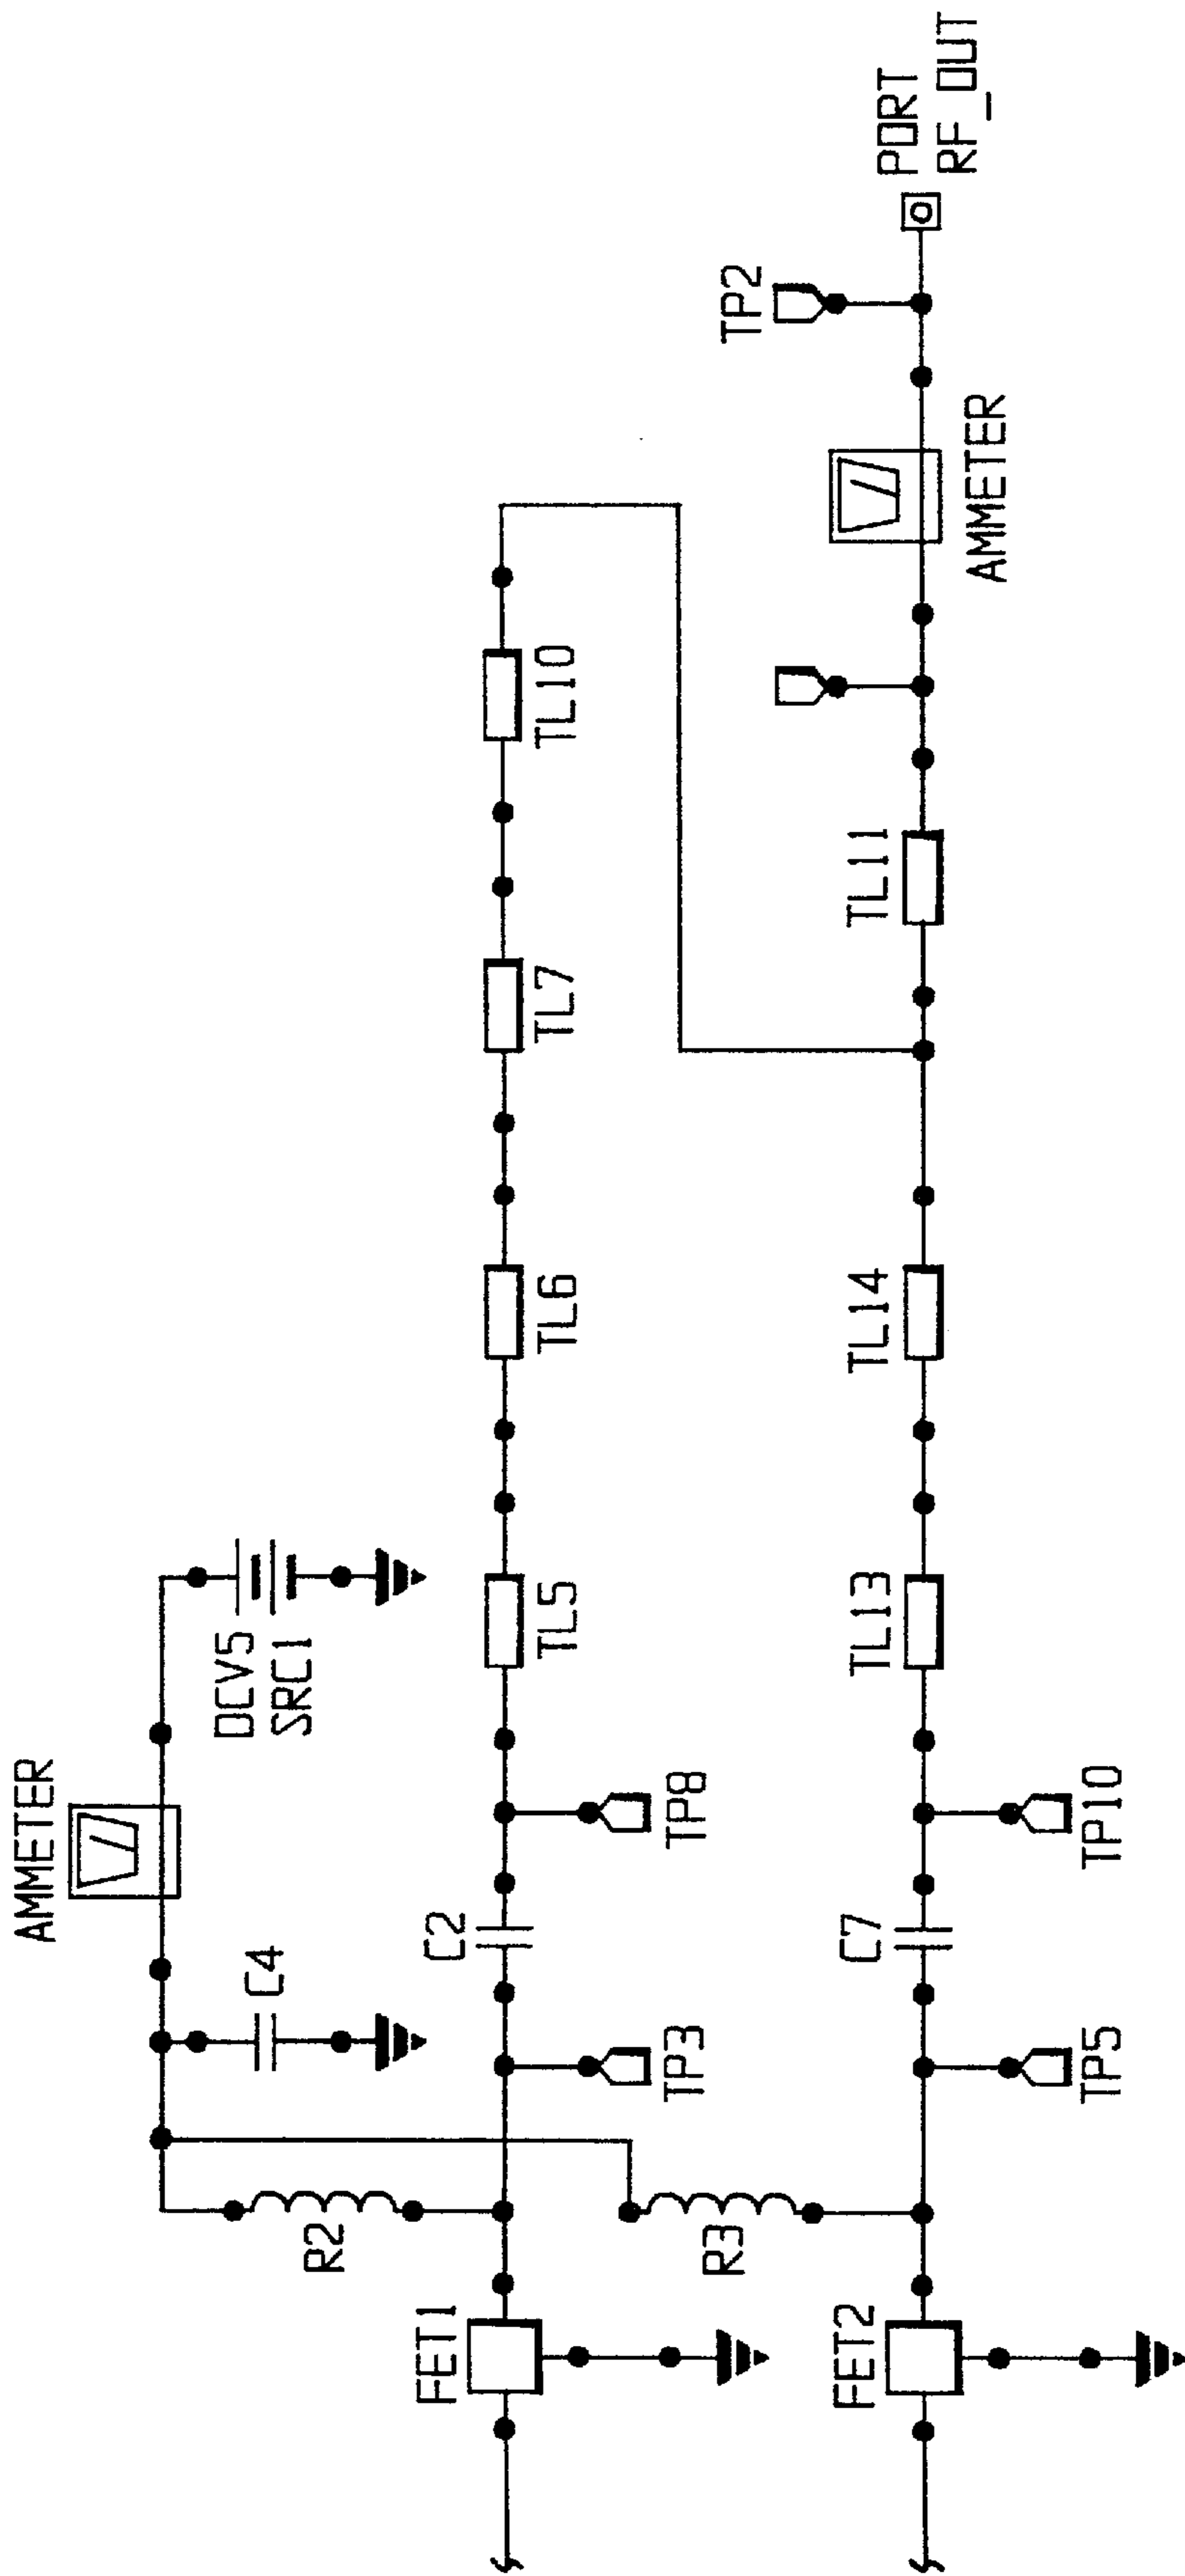 AMMETER
DCV5
SRC1
C4
R2
FET1
TP3
C2
TP8
TL5
TL6
TL7
TL10
R3
FET2
TP5
C7
TP10
TL13
TL14
TL11
AMMETER
TP2
PORT
RF_OUT